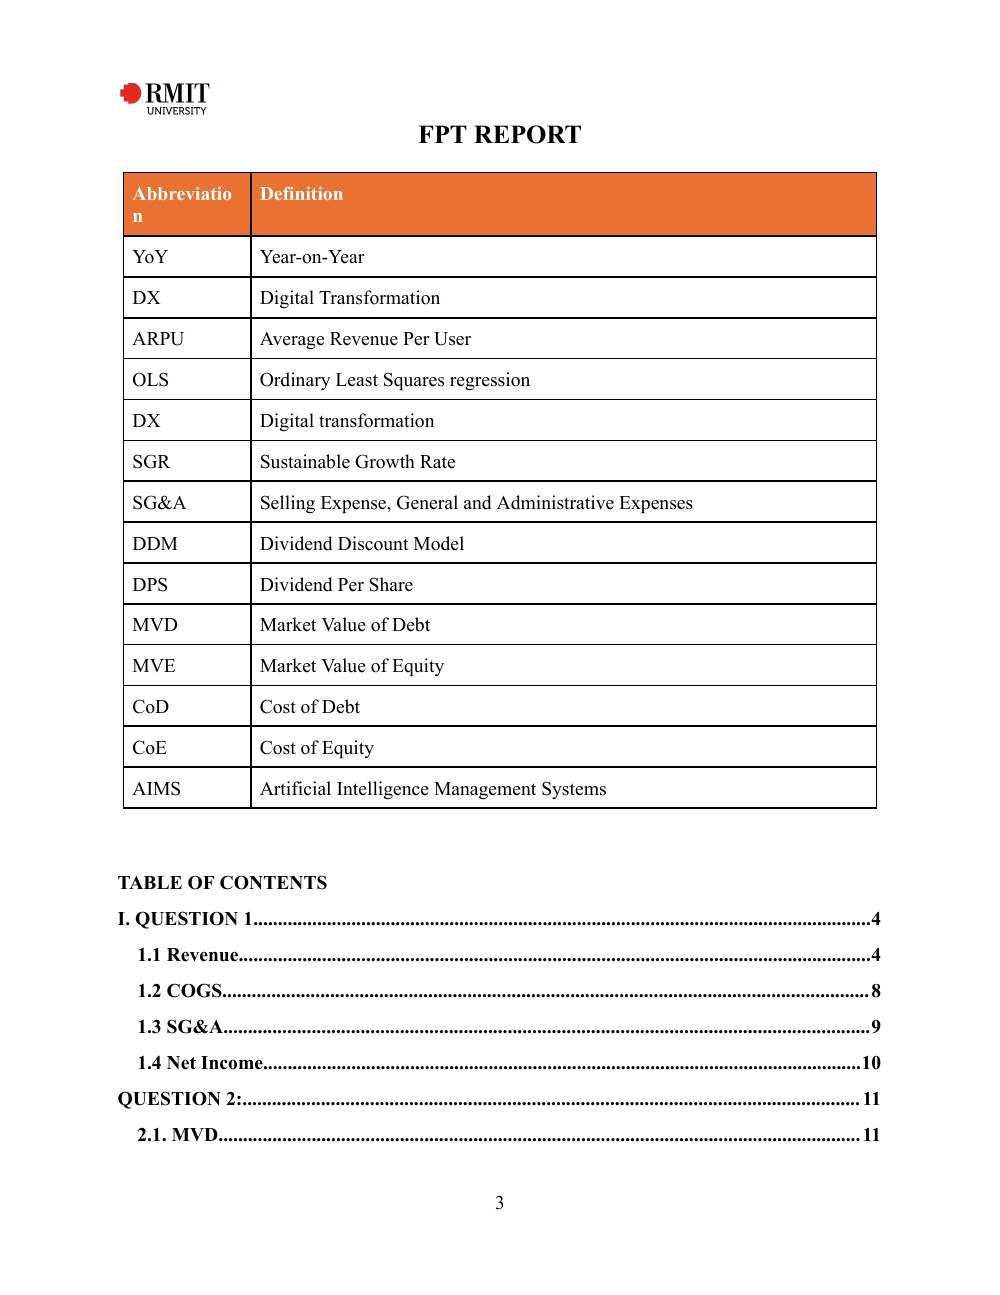 RMIT
UNIVERSITY
FPT REPORT
Abbreviatio
n
Definition
YoY Year-on-Year
DX Digital Transformation
ARPU Average Revenue Per User
OLS Ordinary Least Squares regression
DX Digital transformation
SGR Sustainable Growth Rate
SG&A Selling Expense, General and Administrative Expenses
DDM Dividend Discount Model
DPS Dividend Per Share
MVD Market Value of Debt
MVE Market Value of Equity
CoD Cost of Debt
CoE Cost of Equity
AIMS Artificial Intelligence Management Systems
TABLE OF CONTENTS
I. QUESTION 1....................4
1.1 Revenue....................4
1.2 COGS....................8
1.3 SG&A....................9
1.4 Net Income....................10
QUESTION 2:....................11
2.1. MVD....................11
3